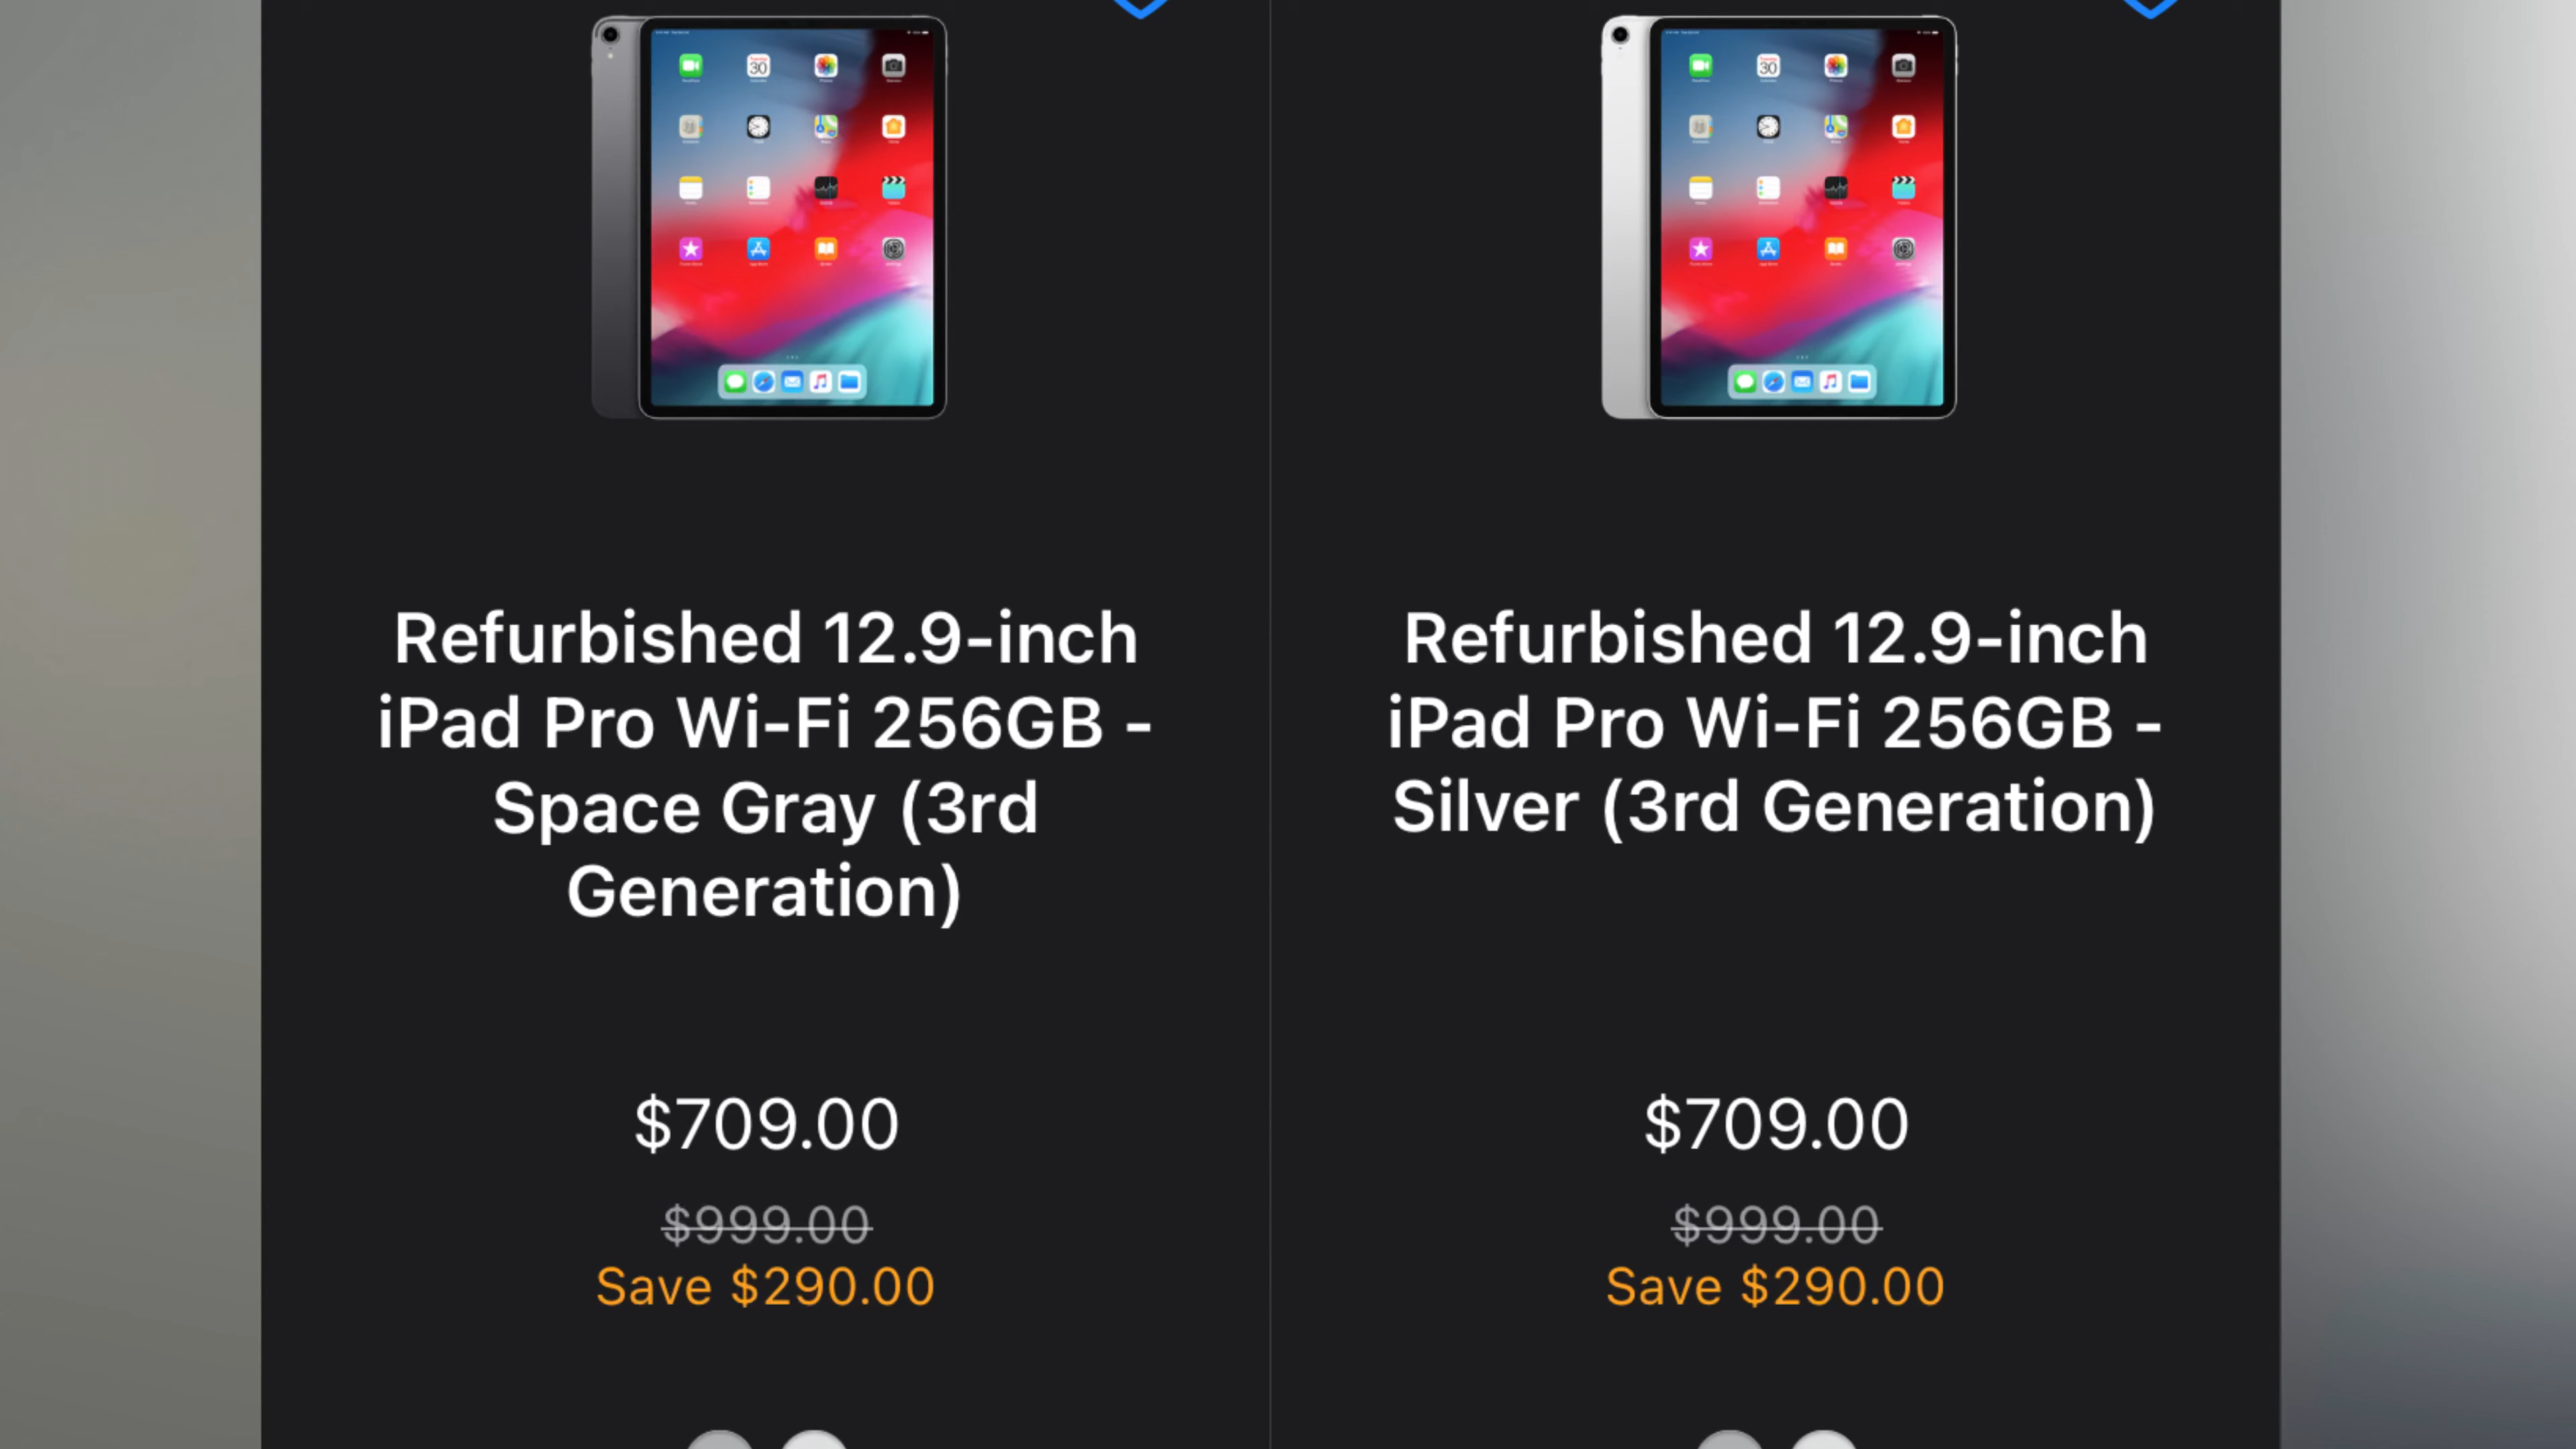 Refurbished 12.9-inch
iPad Pro Wi-Fi 256GB -
Space Gray (3rd
Generation)
$709.00
$999.00
Save $290.00
Refurbished 12.9-inch
iPad Pro Wi-Fi 256GB -
Silver (3rd Generation)
$709.00
$999.00
Save $290.00